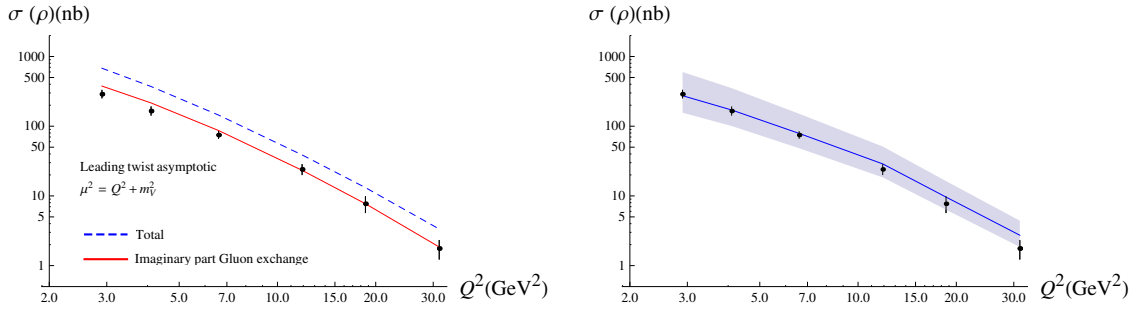 σ (ρ)(nb)
1000
500
100
50
10
5
1
Leading twist asymptotic
μ² = Q² + m_V²
Total
Imaginary part Gluon exchange
2.0 3.0 5.0 7.0 10.0 15.0 20.0 30.0
Q²(GeV²)
σ (ρ)(nb)
1000
500
100
50
10
5
1
2.0 3.0 5.0 7.0 10.0 15.0 20.0 30.0
Q²(GeV²)